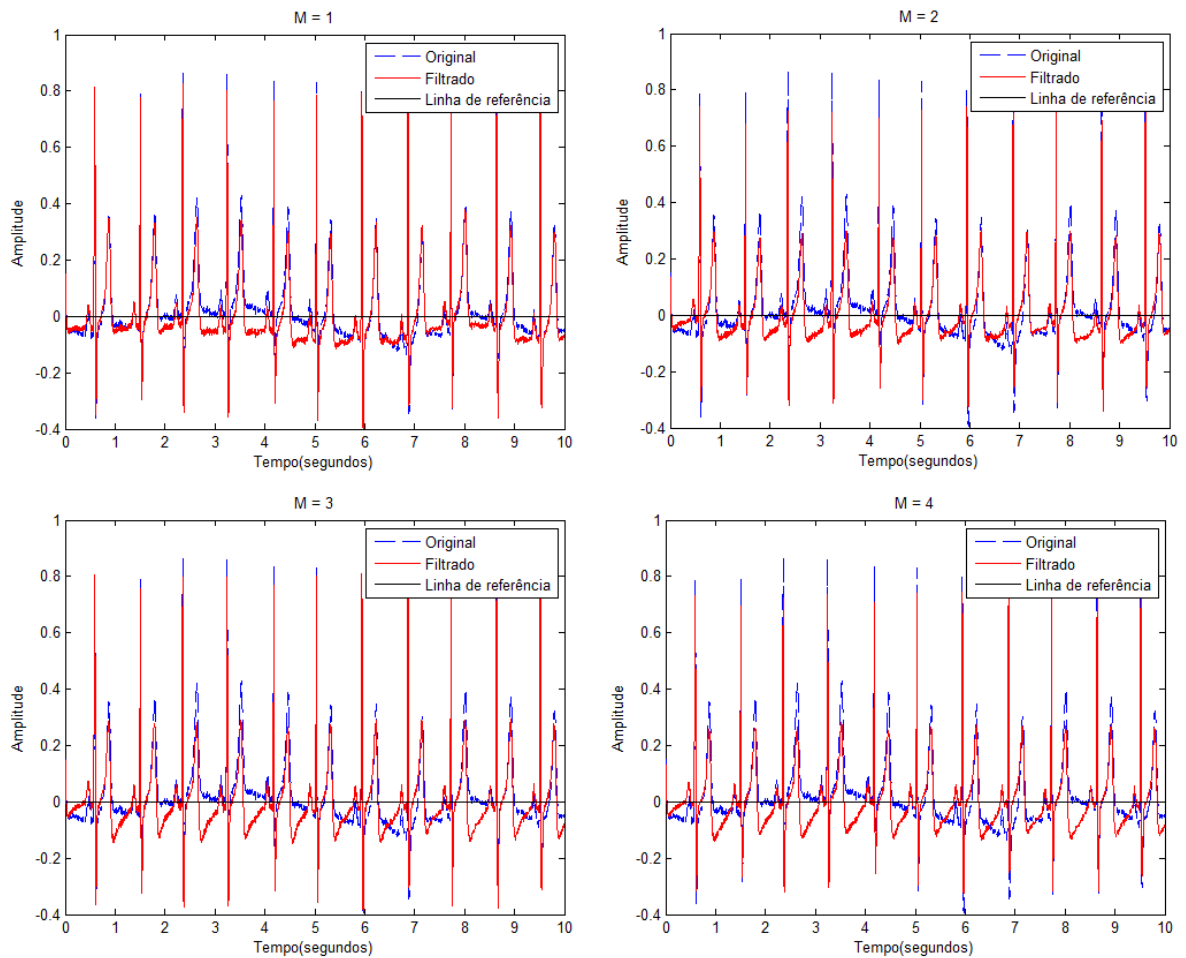 M = 1
1
0.8
0.6
0.4
0.2
0
-0.2
-0.4
Amplitude
Original
Filtrado
Linha de referência
0 1 2 3 4 5 6 7 8 9 10
Tempo(segundos)
M = 2
1
0.8
0.6
0.4
0.2
0
-0.2
-0.4
Amplitude
Original
Filtrado
Linha de referência
0 1 2 3 4 5 6 7 8 9 10
Tempo(segundos)
M = 3
1
0.8
0.6
0.4
0.2
0
-0.2
-0.4
Amplitude
Original
Filtrado
Linha de referência
0 1 2 3 4 5 6 7 8 9 10
Tempo(segundos)
M = 4
1
0.8
0.6
0.4
0.2
0
-0.2
-0.4
Amplitude
Original
Filtrado
Linha de referência
0 1 2 3 4 5 6 7 8 9 10
Tempo(segundos)